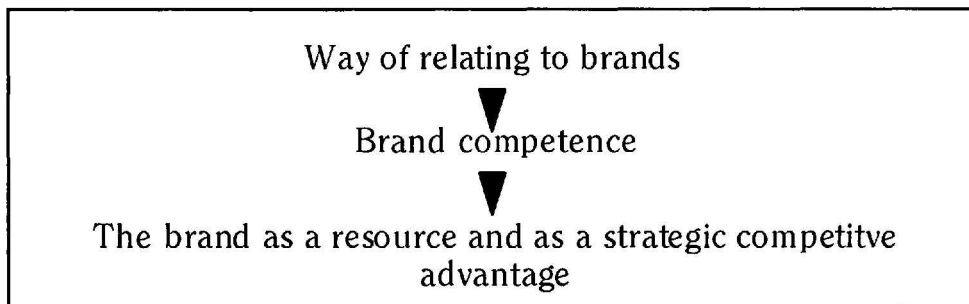 Way of relating to brands
Brand competence
The brand as a resource and as a strategic competitve
advantage